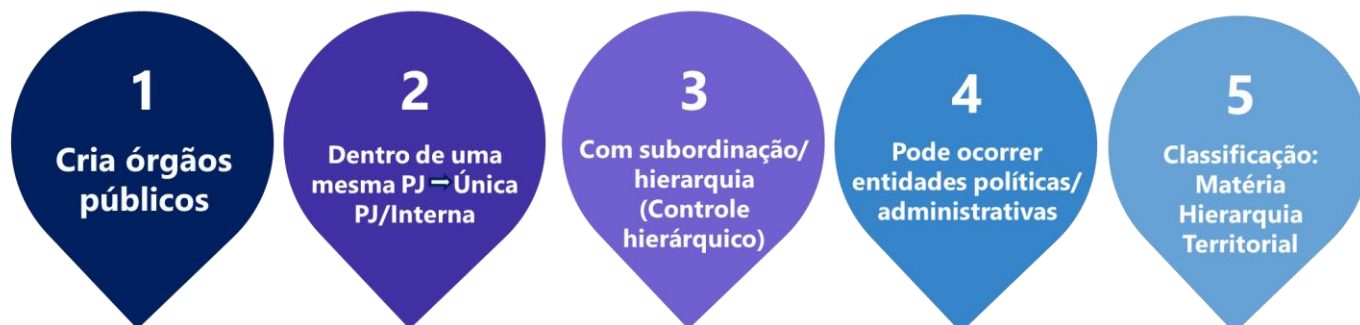 1
Cria órgãos
públicos
2
Dentro de uma
mesma PJ ➡ Única
PJ/Interna
3
Com subordinação/
hierarquia
(Controle
hierárquico)
4
Pode ocorrer
entidades políticas/
administrativas
5
Classificação:
Matéria
Hierarquia
Territorial